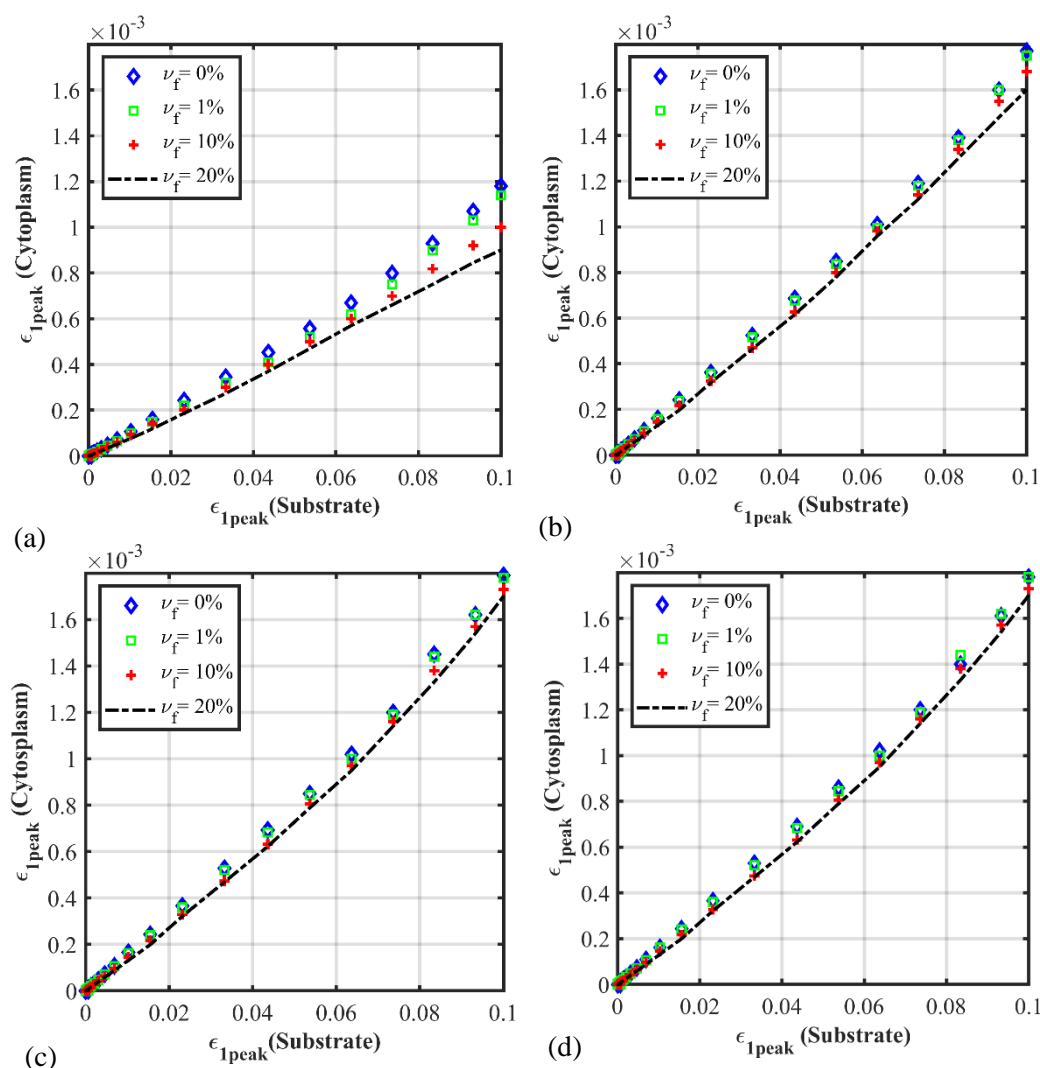 ×10⁻³
1.6
1.4
1.2
1
0.8
0.6
0.4
0.2
0
ϵ1peak (Cytoplasm)
νf= 0%
νf= 1%
νf= 10%
νf= 20%
0 0.02 0.04 0.06 0.08 0.1
ϵ1peak(Substrate)
(a)
×10⁻³
1.6
1.4
1.2
1
0.8
0.6
0.4
0.2
0
ϵ1peak (Cytoplasm)
νf= 0%
νf= 1%
νf= 10%
νf= 20%
0 0.02 0.04 0.06 0.08 0.1
ϵ1peak(Substrate)
(b)
×10⁻³
1.6
1.4
1.2
1
0.8
0.6
0.4
0.2
0
ϵ1peak (Cytosplasm)
νf= 0%
νf= 1%
νf= 10%
νf= 20%
0 0.02 0.04 0.06 0.08 0.1
ϵ1peak(Substrate)
(c)
×10⁻³
1.6
1.4
1.2
1
0.8
0.6
0.4
0.2
0
ϵ1peak (Cytoplasm)
νf= 0%
νf= 1%
νf= 10%
νf= 20%
0 0.02 0.04 0.06 0.08 0.1
ϵ1peak(Substrate)
(d)